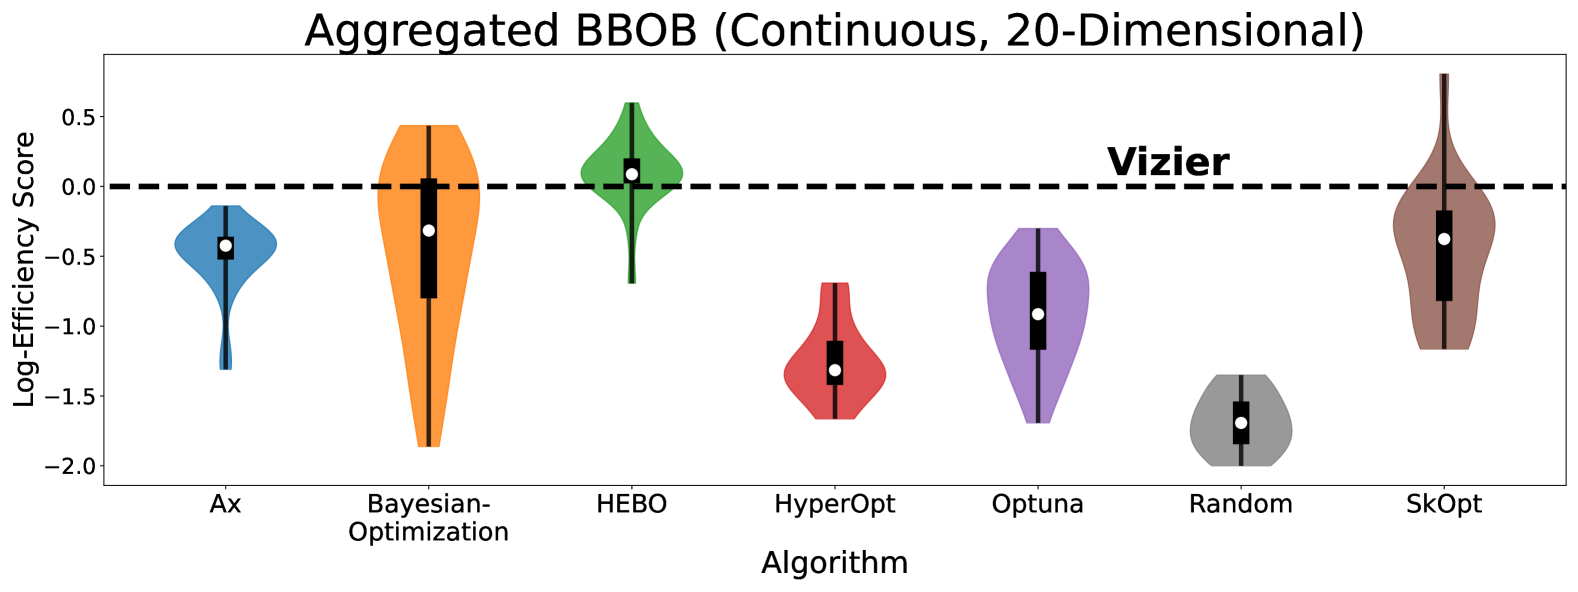 Aggregated BBOB (Continuous, 20-Dimensional)
Log-Efficiency Score
0.5
0.0
−0.5
−1.0
−1.5
−2.0
Vizier
Ax
Bayesian-
Optimization
HEBO
HyperOpt
Optuna
Random
SkOpt
Algorithm